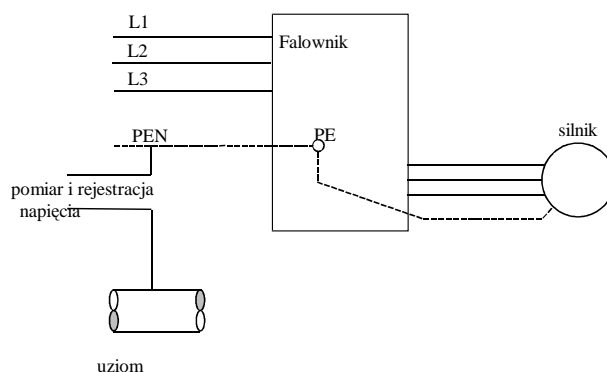 L1
Falownik
L2
L3
PEN
PE
silnik
pomiar i rejestracja
napięcia
uziom